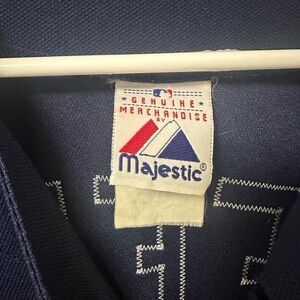 ★ GENUINE ★
MERCHANDISE
BY
Majestic®